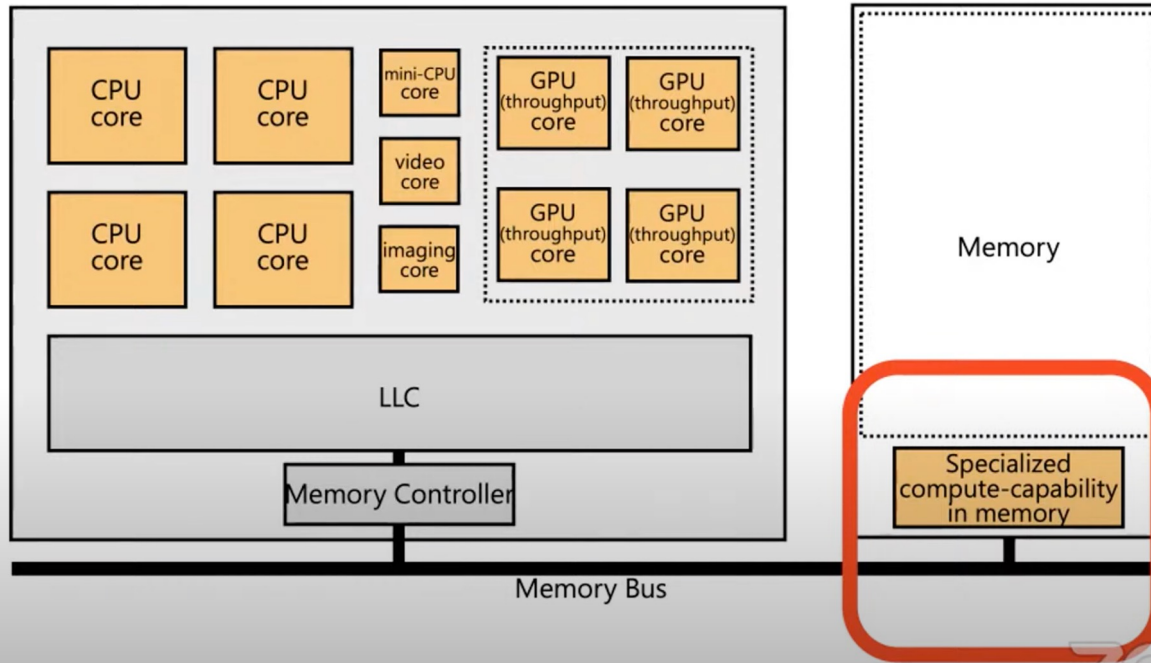 CPU
core
CPU
core
mini-CPU
core
video
core
imaging
core
CPU
core
CPU
core
GPU
(throughput)
core
GPU
(throughput)
core
GPU
(throughput)
core
GPU
(throughput)
core
LLC
Memory Controller
Memory
Specialized
compute-capability
in memory
Memory Bus